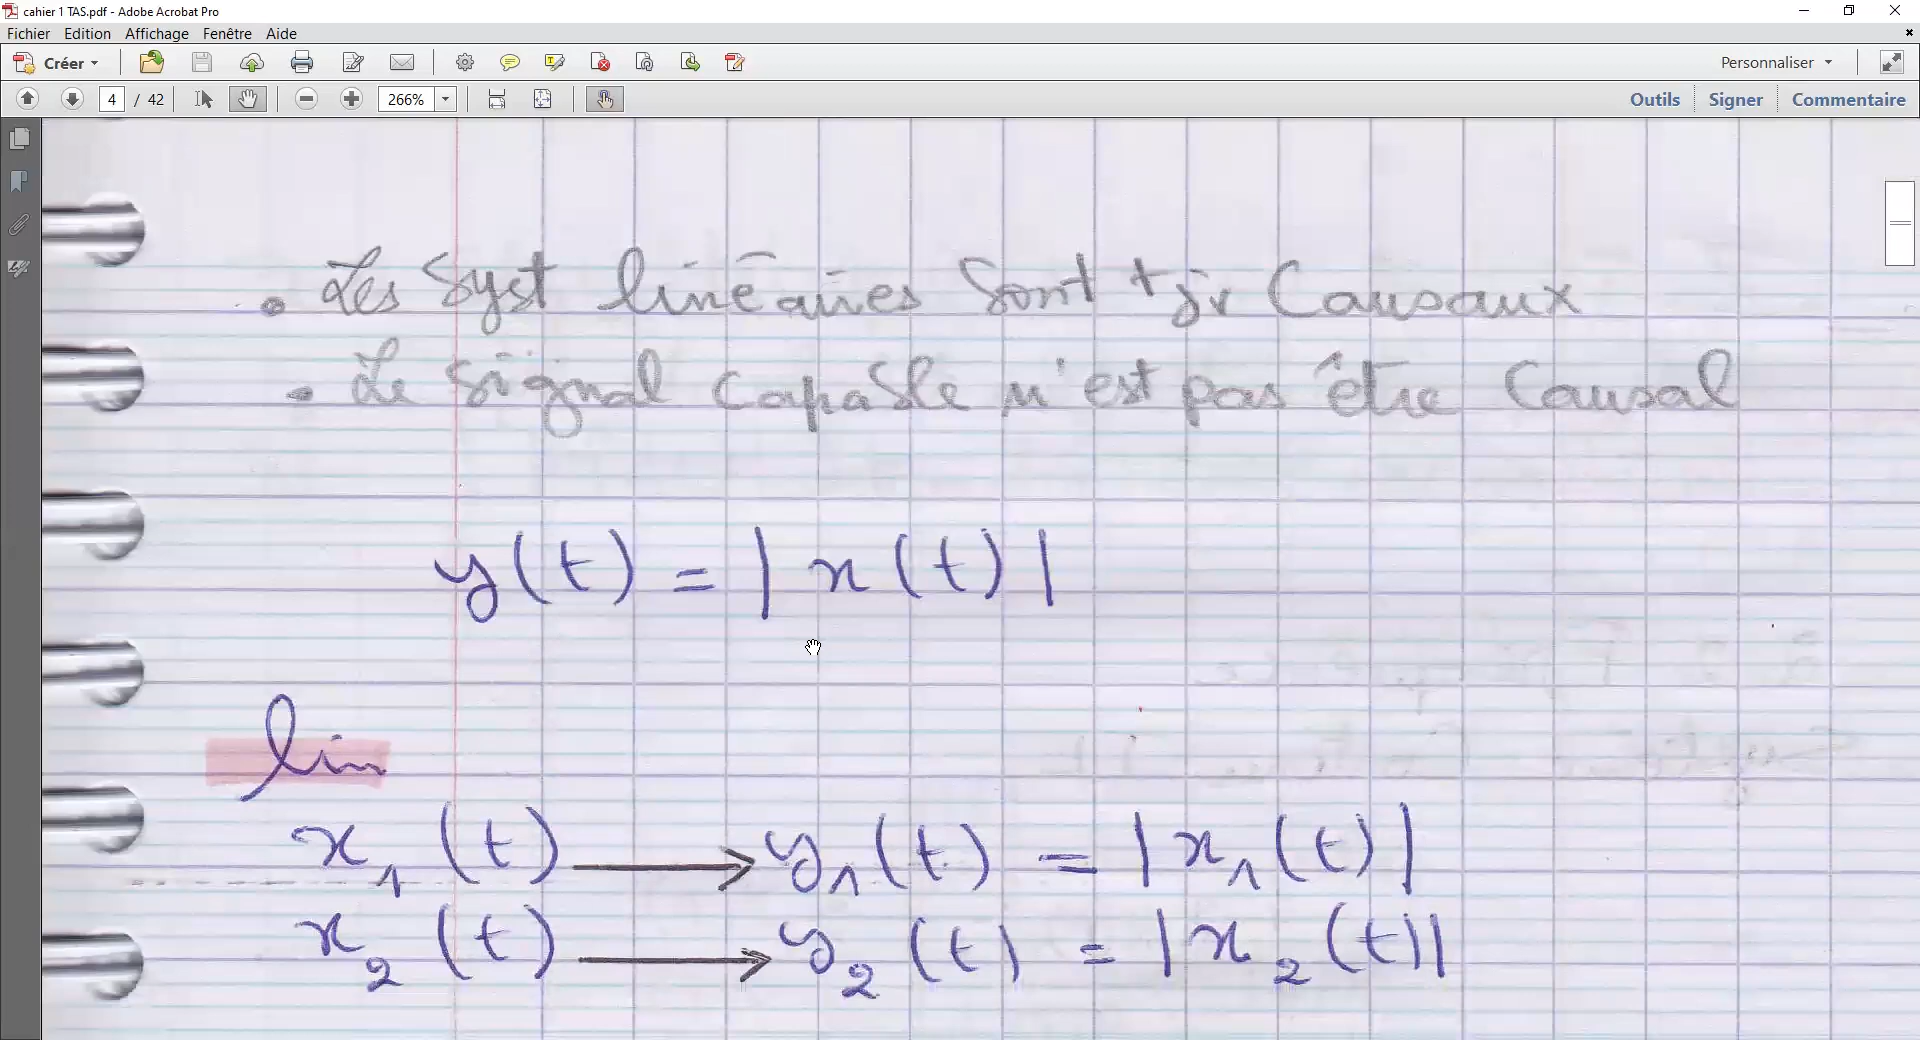 cahier 1 TAS.pdf - Adobe Acrobat Pro
Fichier Edition Affichage Fenêtre Aide
Créer
Personnaliser
4 / 42
266%
Outils Signer Commentaire
• Les Syst linéaires Sont tjr Causaux
• Le Signal capable n'est pas être Causal
y(t) = |x(t)|
lin
x₁(t) → y₁(t) = |x₁(t)|
x₂(t) → y₂(t) = |x₂(t)|